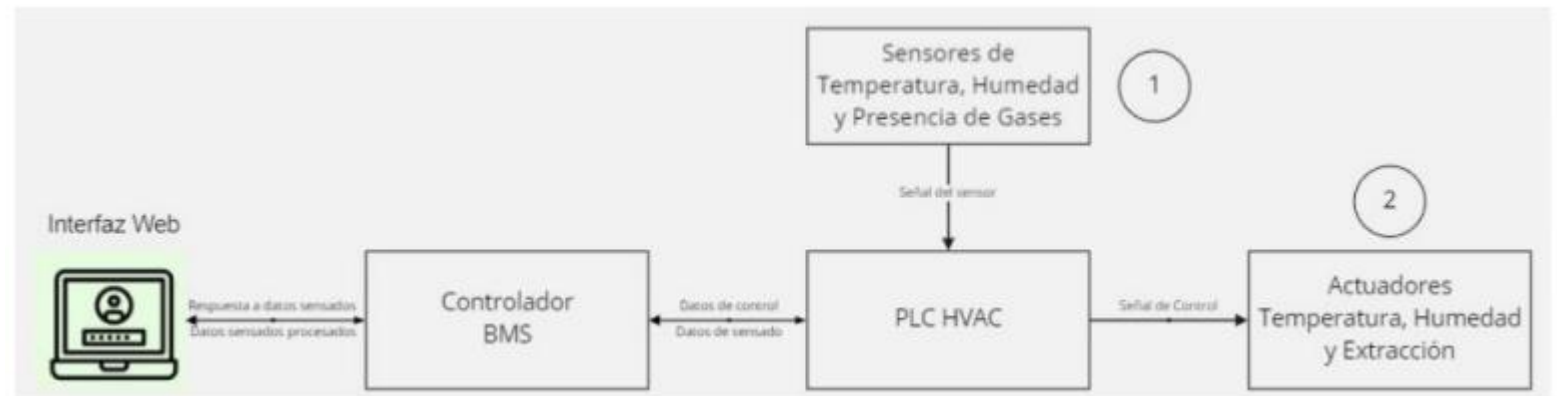 Sensores de
Temperatura, Humedad
y Presencia de Gases
1
Señal del sensor
2
Interfaz Web
Respuesta a datos sensados
Datos sensados procesados
Controlador
BMS
Datos de control
Datos de sensado
PLC HVAC
Señal de Control
Actuadores
Temperatura, Humedad
y Extracción